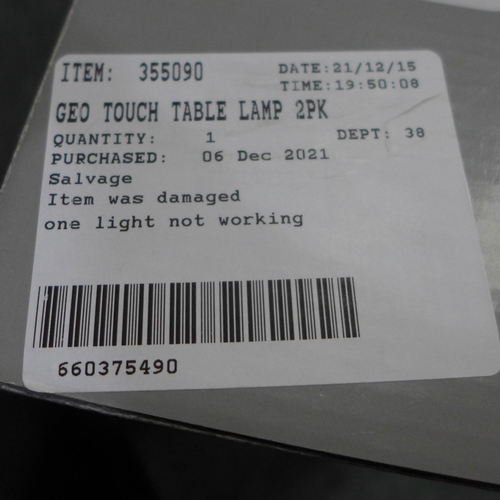 ITEM: 355090 DATE:21/12/15
TIME:19:50:08
GEO TOUCH TABLE LAMP 2PK
QUANTITY: 1 DEPT: 38
PURCHASED: 06 Dec 2021
Salvage
Item was damaged
one light not working
660375490